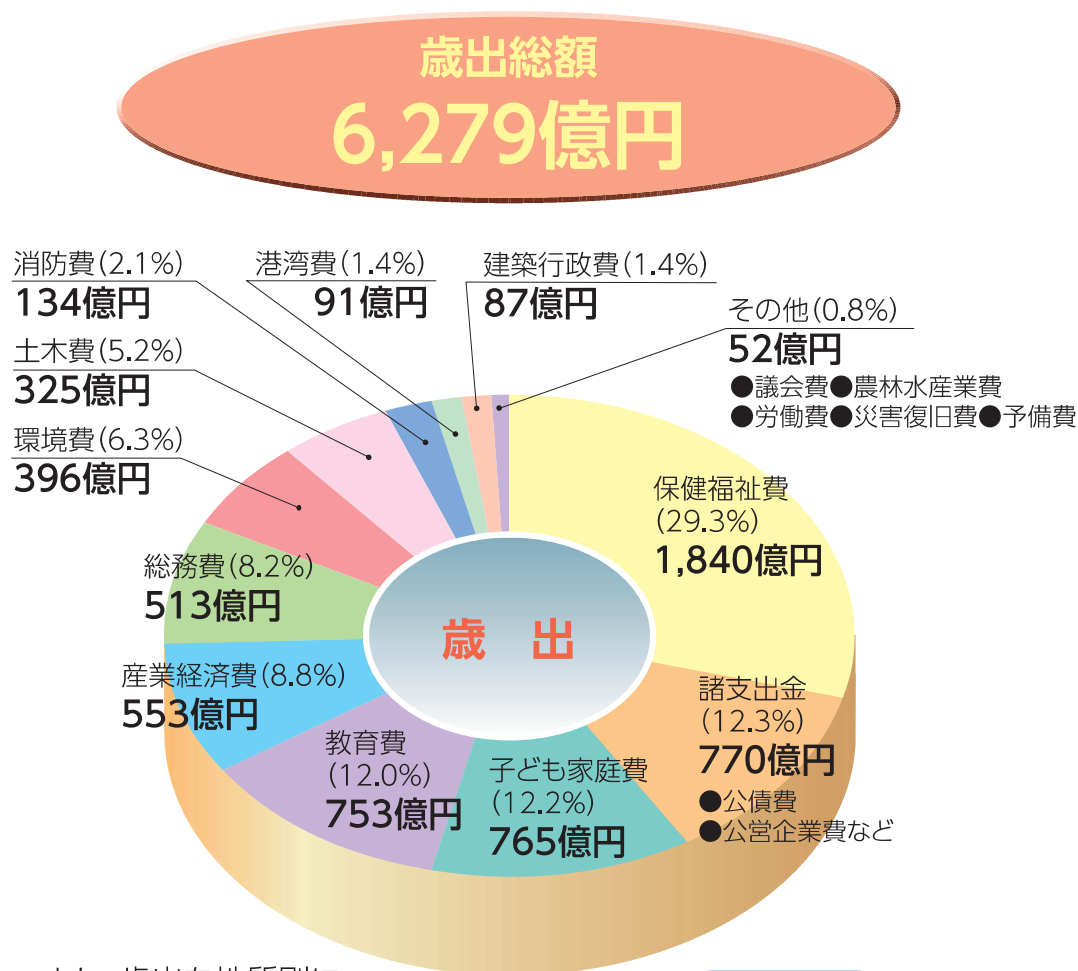 歳出総額
6,279億円
消防費(2.1%)
134億円
港湾費(1.4%)
91億円
建築行政費(1.4%)
87億円
その他(0.8%)
52億円
●議会費●農林水産業費
●労働費●災害復旧費●予備費
土木費(5.2%)
325億円
環境費(6.3%)
396億円
総務費(8.2%)
513億円
産業経済費(8.8%)
553億円
教育費
(12.0%)
753億円
子ども家庭費
(12.2%)
765億円
諸支出金
(12.3%)
770億円
●公債費
●公営企業費など
保健福祉費
(29.3%)
1,840億円
歳 出